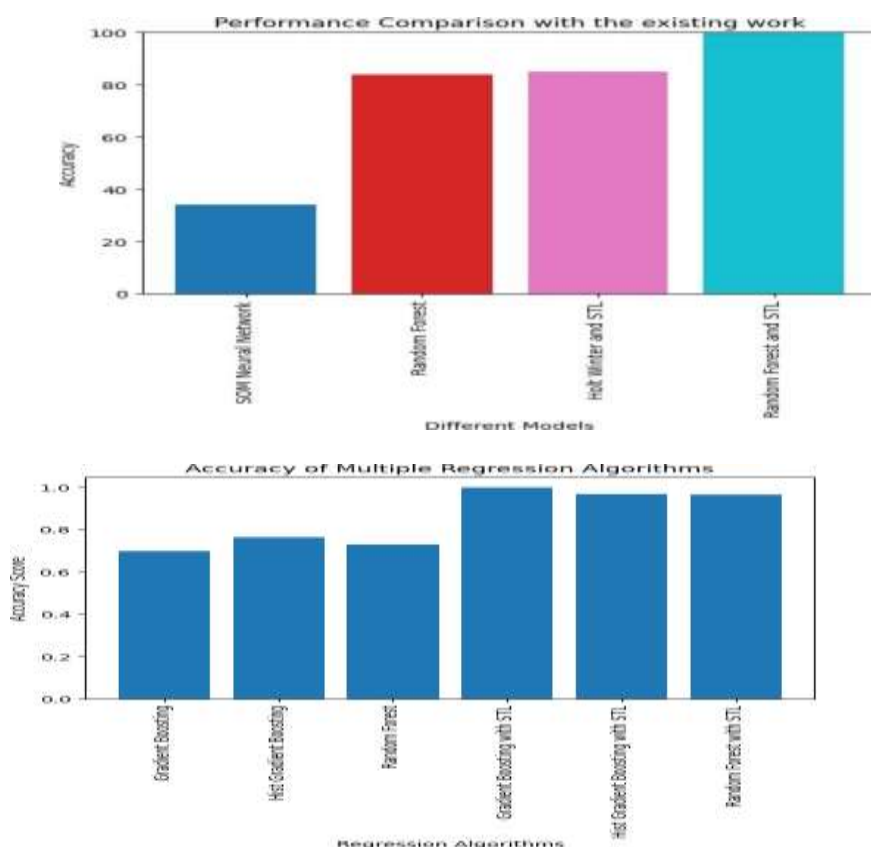 Performance Comparison with the existing work
100
80
60
40
20
0
Accuracy
SOM Neural Network
Random Forest
Holt Winter and STL
Random Forest and STL
Different Models
Accuracy of Multiple Regression Algorithms
1.0
0.8
0.6
0.4
0.2
0.0
Accuracy Score
Gradient Boosting
Hist Gradient Boosting
Random Forest
Gradient Boosting with STL
Hist Gradient Boosting with STL
Random Forest with STL
Regression Algorithms